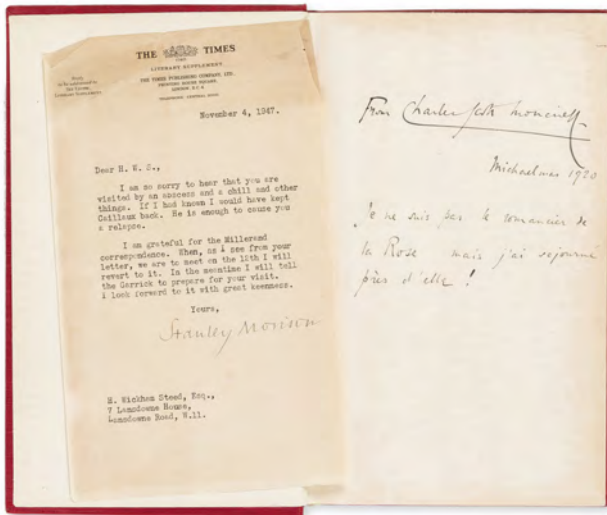 THE TIMES
LITERARY SUPPLEMENT
THE TIMES PUBLISHING COMPANY, LTD.
PRINTING HOUSE SQUARE,
LONDON, E.C.4
TELEPHONE: CENTRAL
November 4, 1947.
Dear H. W. S.,
I am so sorry to hear that you are
visited by an abscess and a chill and other
things. If I had known I would have kept
Caillaux back. He is enough to cause you
a relapse.
I am grateful for the Millerand
correspondence. When, as I see from your
letter, we are to meet on the 12th I will
revert to it. In the meantime I will tell
the Garrick to prepare for your visit.
I look forward to it with great keenness.
Yours,
Stanley Morison
H. Wickham Steed, Esq.,
7 Lansdowne House,
Lansdowne Road, W.11.
From Charles Scott Moncrieff
Michaelmas 1920
Je ne suis pas le romancier de
la Rose mais j'ai séjourné
près d'elle !